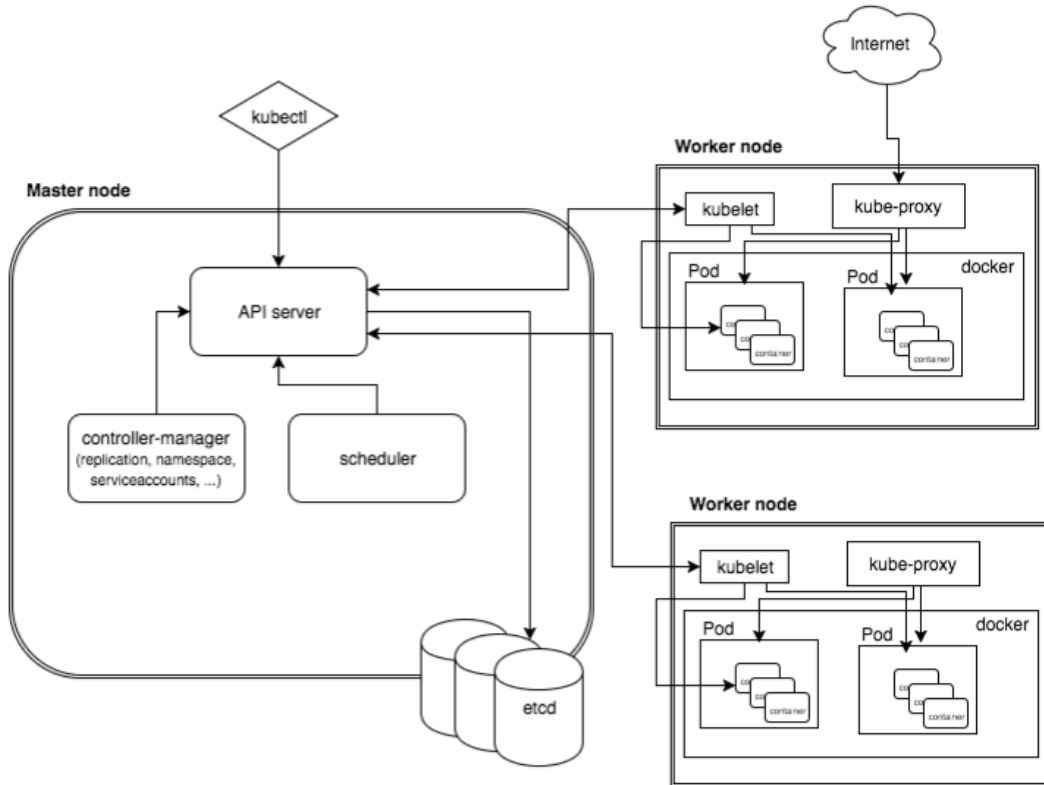 Internet
kubectl
Worker node
Master node
kubelet
kube-proxy
docker
Pod
Pod
API server
container
container
controller-manager
(replication, namespace,
serviceaccounts, ...)
scheduler
Worker node
kubelet
kube-proxy
docker
Pod
Pod
container
container
etcd